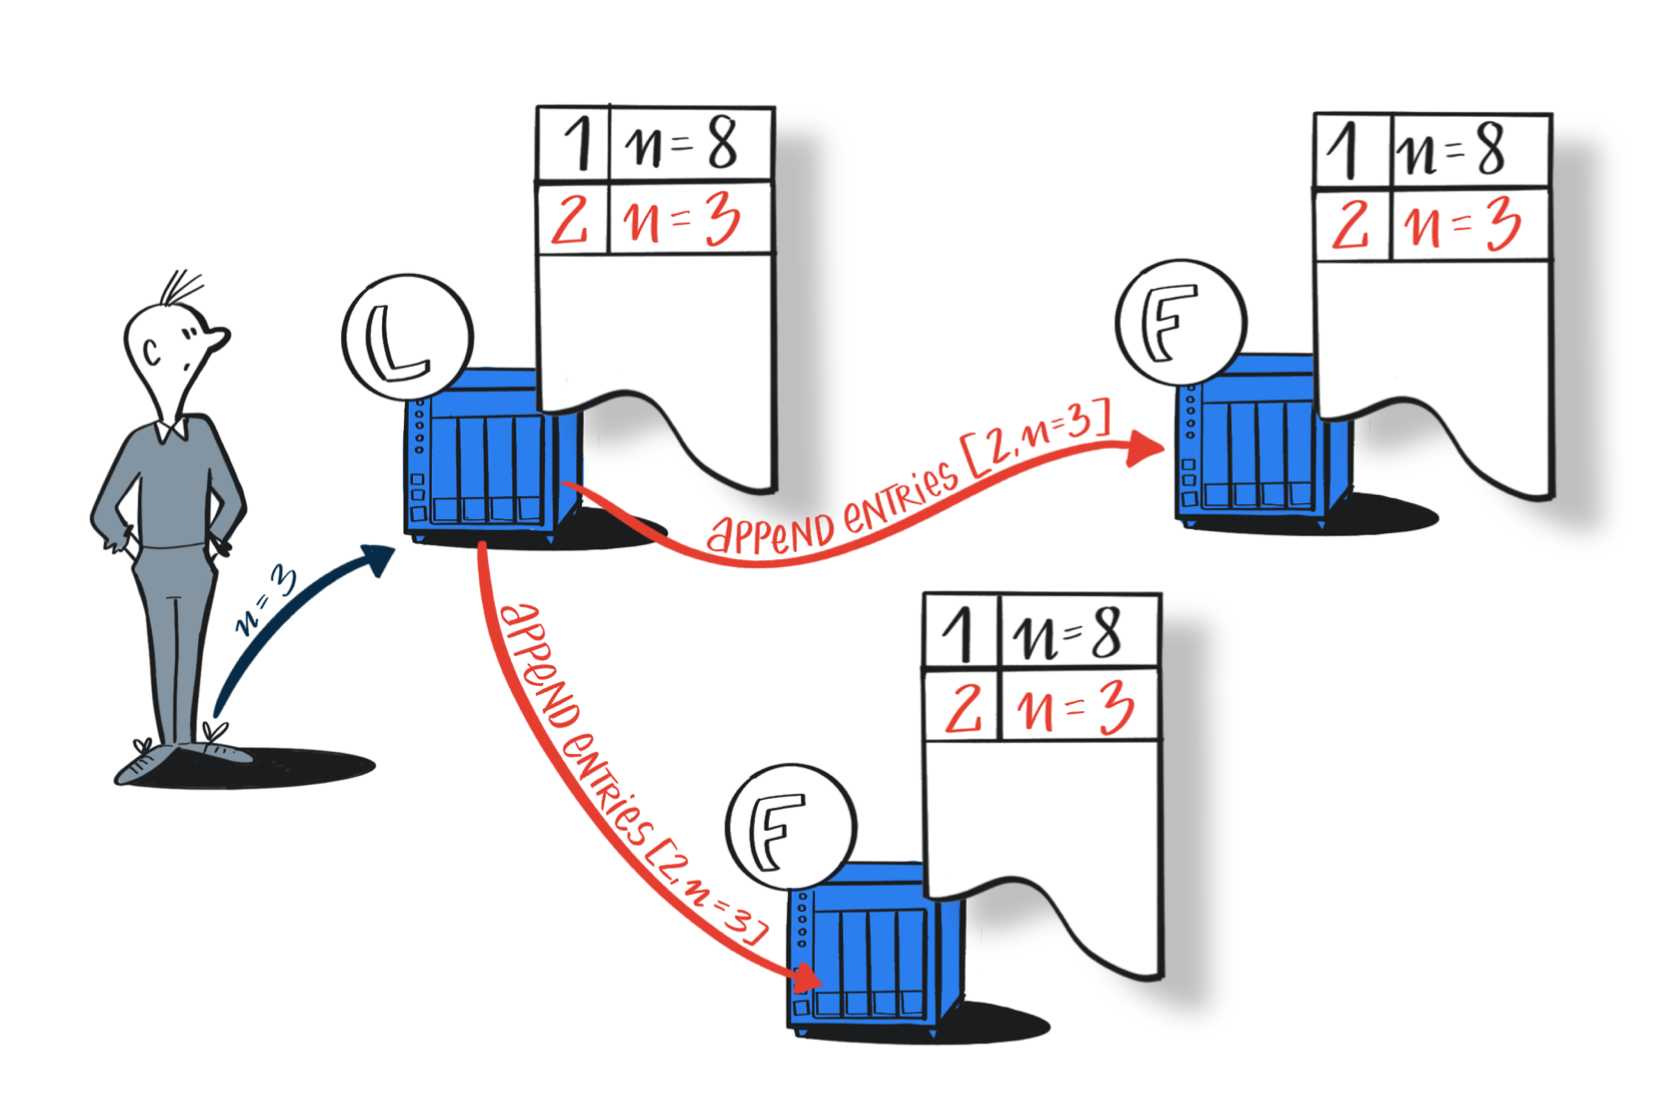 1 n=8
2 n=3
L
1 n=8
2 n=3
F
APPEND ENTRIES [2,n=3]
n=3
APPEND ENTRIES [2,n=3]
1 n=8
2 n=3
F